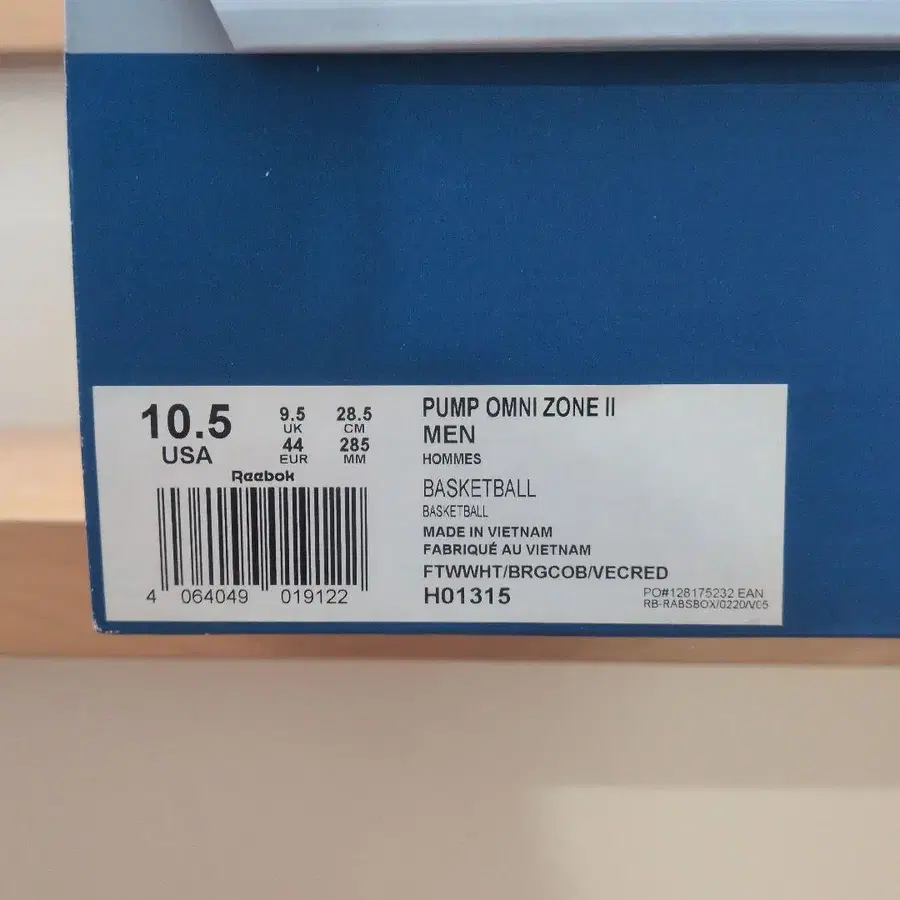 10.5
USA
9.5
UK
44
EUR
28.5
CM
285
MM
Reebok
4 064049 019122
PUMP OMNI ZONE II
MEN
HOMMES
BASKETBALL
BASKETBALL
MADE IN VIETNAM
FABRIQUÉ AU VIETNAM
FTWWHT/BRGCOB/VECRED
H01315
PO#128175232 EAN
RB-RABSBOX/0220/V05